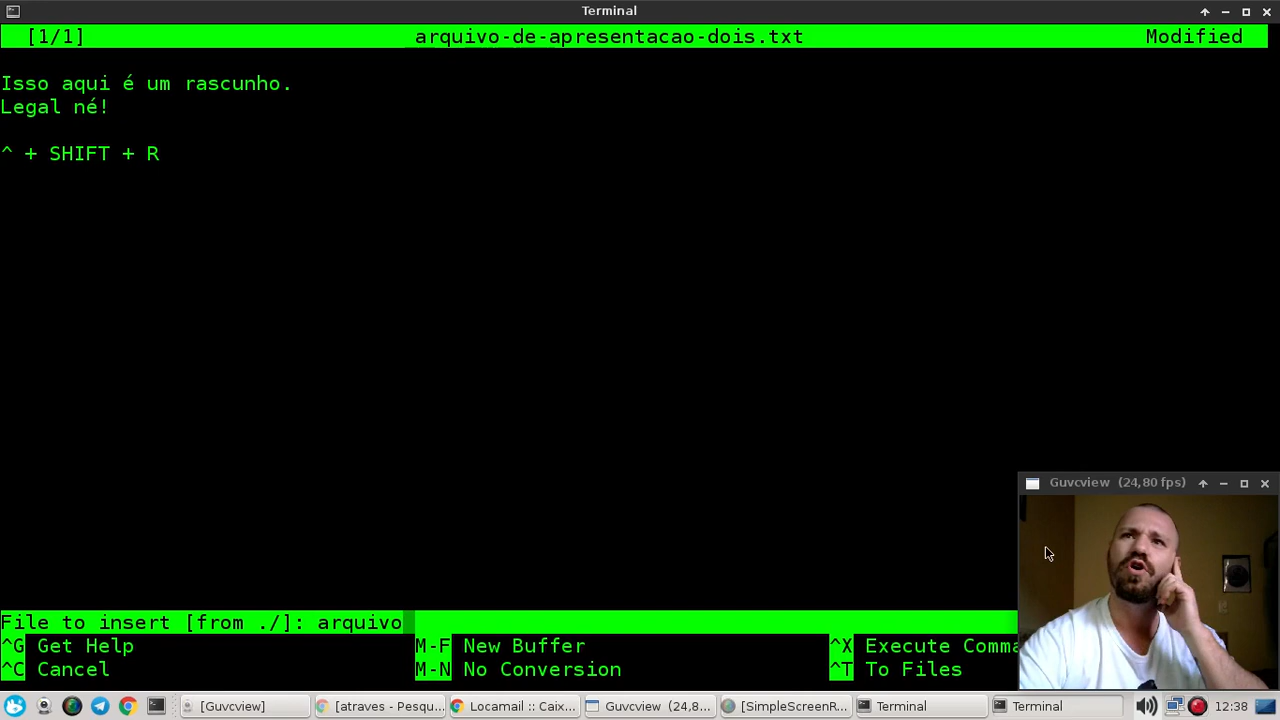 Terminal
[1/1] arquivo-de-apresentacao-dois.txt Modified
Isso aqui é um rascunho.
Legal né!
^ + SHIFT + R
Guvcview (24,80 fps)
File to insert [from ./]: arquivo
^G Get Help M-F New Buffer ^X Execute Comma
^C Cancel M-N No Conversion ^T To Files
[Guvcview] [atraves - Pesqu... Locamail :: Caix... Guvcview (24,8... [SimpleScreenR... Terminal Terminal 12:38